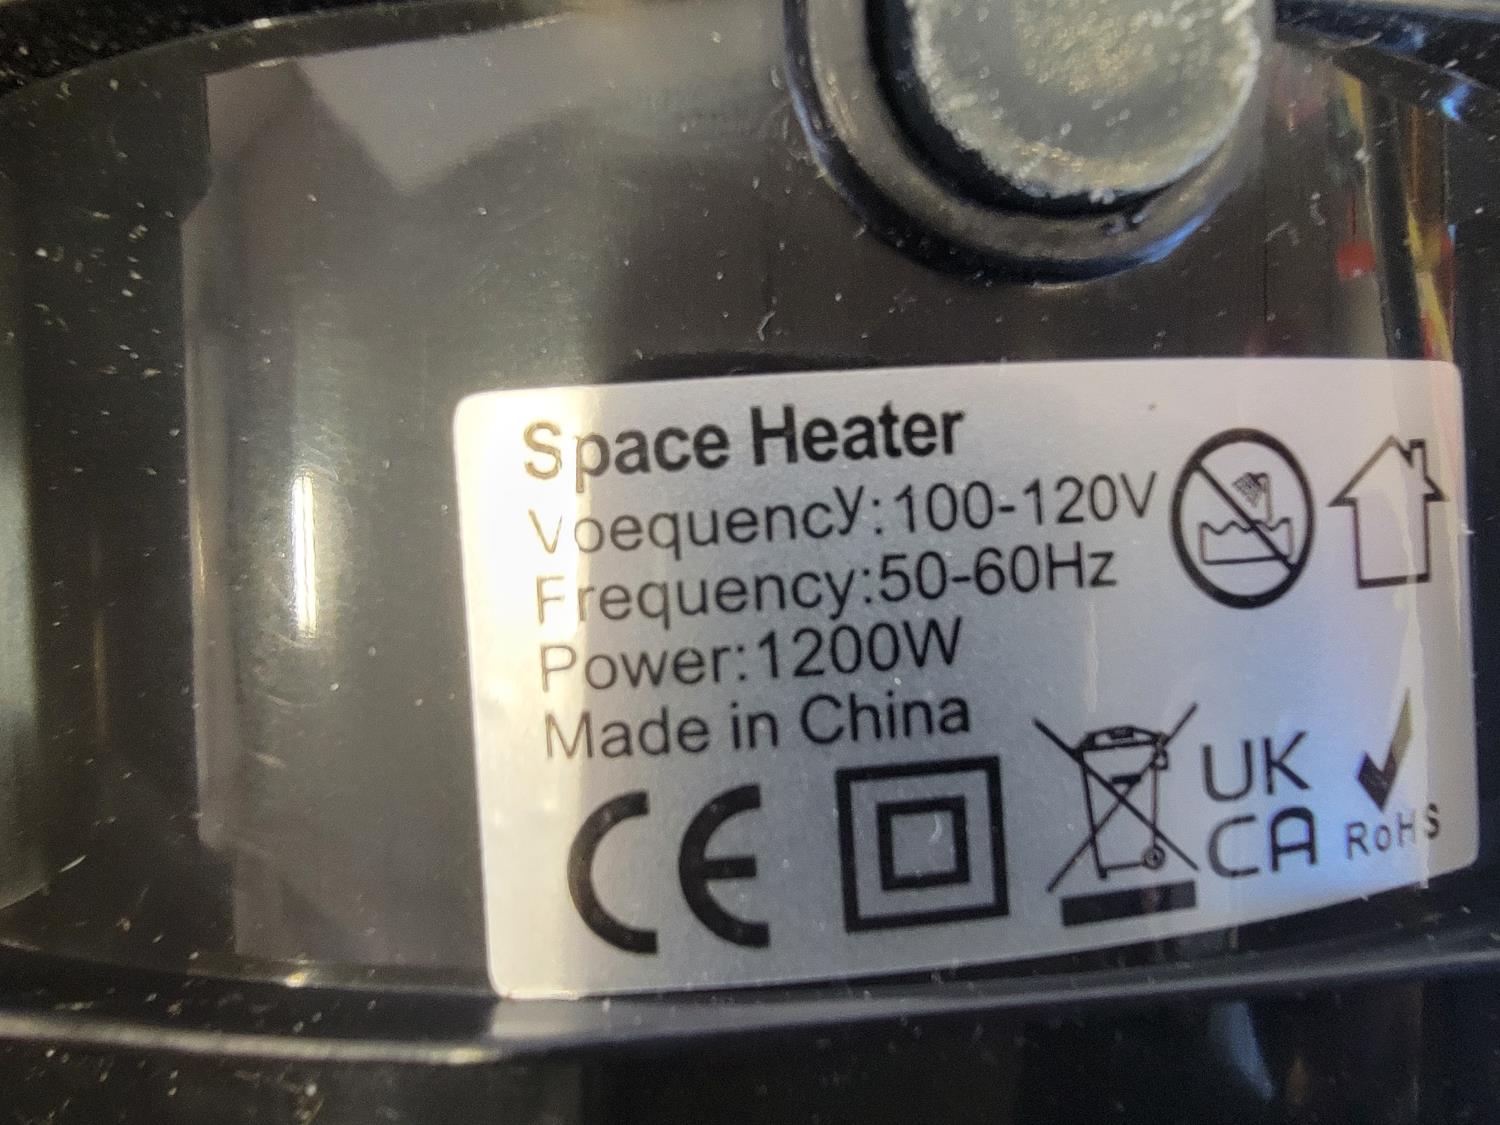 Space Heater
Voequency:100-120V
Frequency:50-60Hz
Power:1200W
Made in China
CE
UK
CA
RoHS